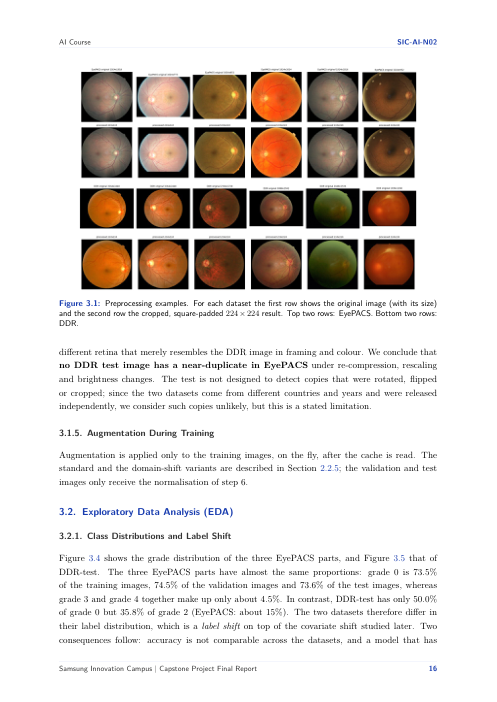 AI Course
SIC-AI-N02
Figure 3.1: Preprocessing examples. For each dataset the first row shows the original image (with its size)
and the second row the cropped, square-padded 224 × 224 result. Top two rows: EyePACS. Bottom two rows:
DDR.
different retina that merely resembles the DDR image in framing and colour. We conclude that
no DDR test image has a near-duplicate in EyePACS under re-compression, rescaling
and brightness changes. The test is not designed to detect copies that were rotated, flipped
or cropped; since the two datasets come from different countries and years and were released
independently, we consider such copies unlikely, but this is a stated limitation.
3.1.5. Augmentation During Training
Augmentation is applied only to the training images, on the fly, after the cache is read. The
standard and the domain-shift variants are described in Section 2.2.5; the validation and test
images only receive the normalisation of step 6.
3.2. Exploratory Data Analysis (EDA)
3.2.1. Class Distributions and Label Shift
Figure 3.4 shows the grade distribution of the three EyePACS parts, and Figure 3.5 that of
DDR-test. The three EyePACS parts have almost the same proportions: grade 0 is 73.5%
of the training images, 74.5% of the validation images and 73.6% of the test images, whereas
grade 3 and grade 4 together make up only about 4.5%. In contrast, DDR-test has only 50.0%
of grade 0 but 35.8% of grade 2 (EyePACS: about 15%). The two datasets therefore differ in
their label distribution, which is a label shift on top of the covariate shift studied later. Two
consequences follow: accuracy is not comparable across the datasets, and a model that has
Samsung Innovation Campus | Capstone Project Final Report
16